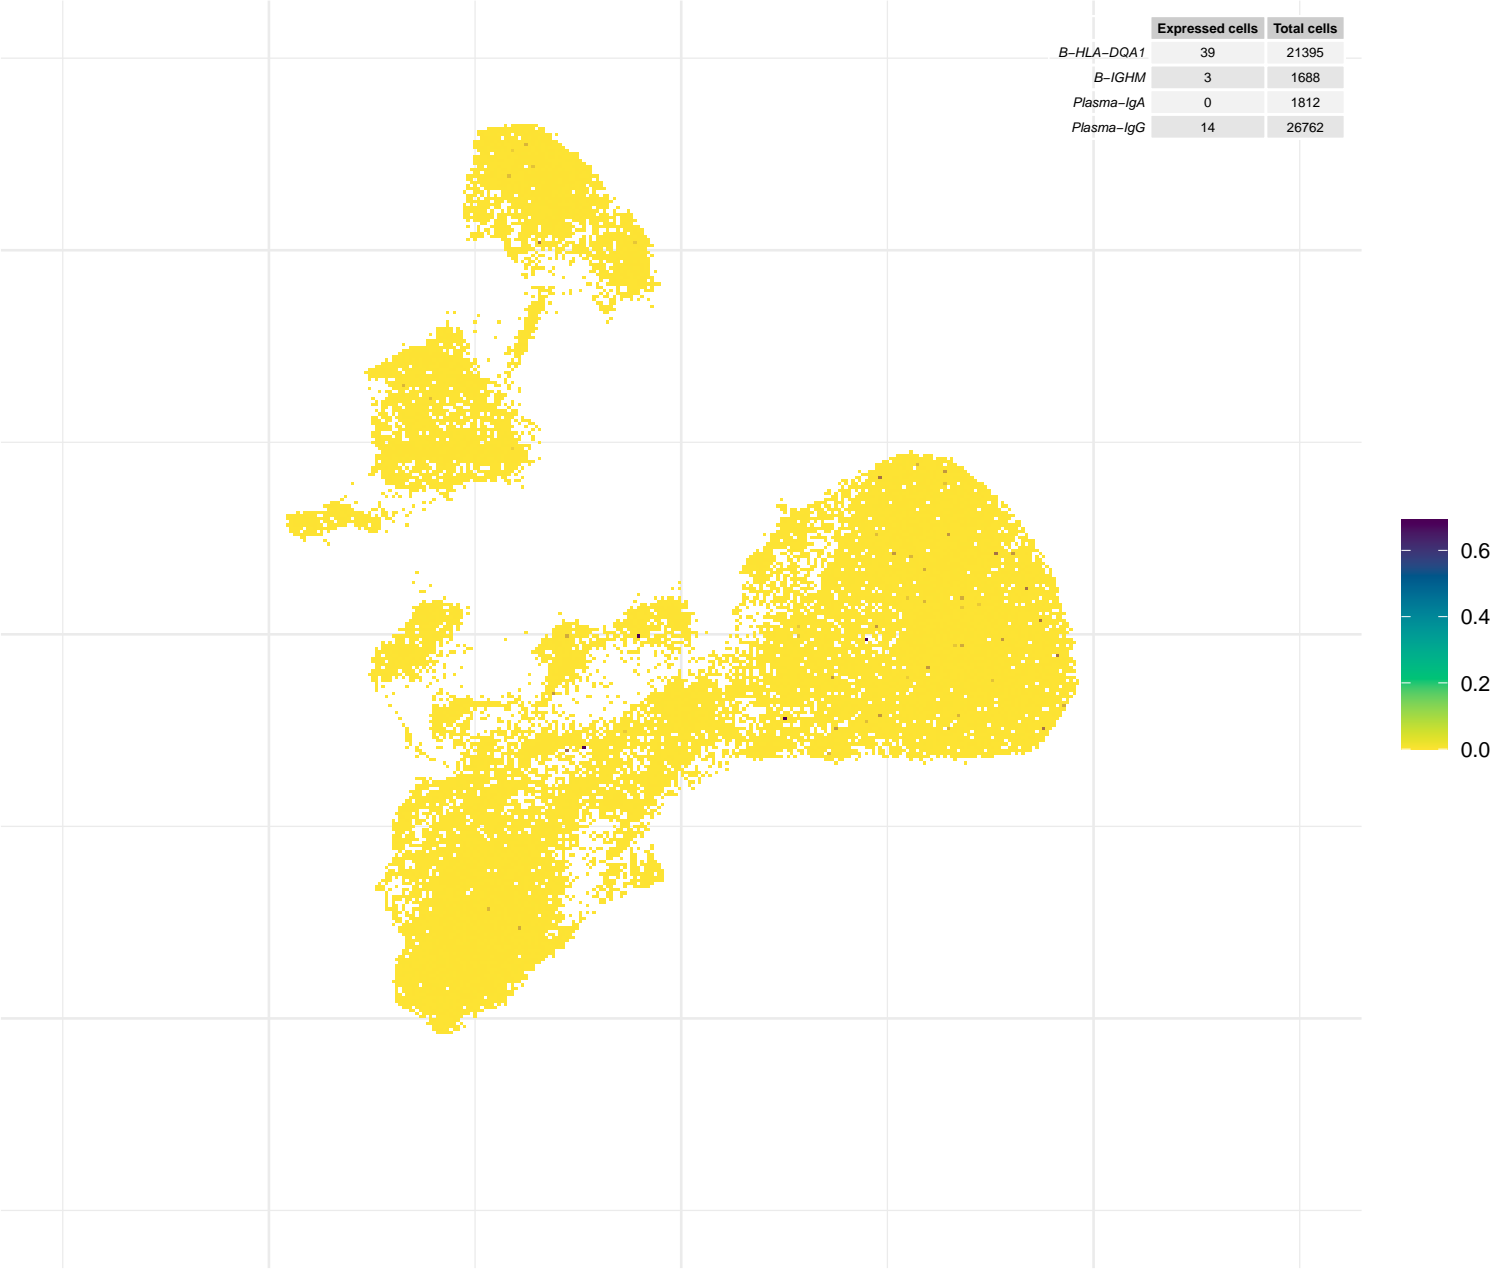 Expressed cells Total cells
B−HLA−DQA1 39 21395
B−IGHM 3 1688
Plasma−IgA 0 1812
Plasma−IgG 14 26762
0.6
0.4
0.2
0.0